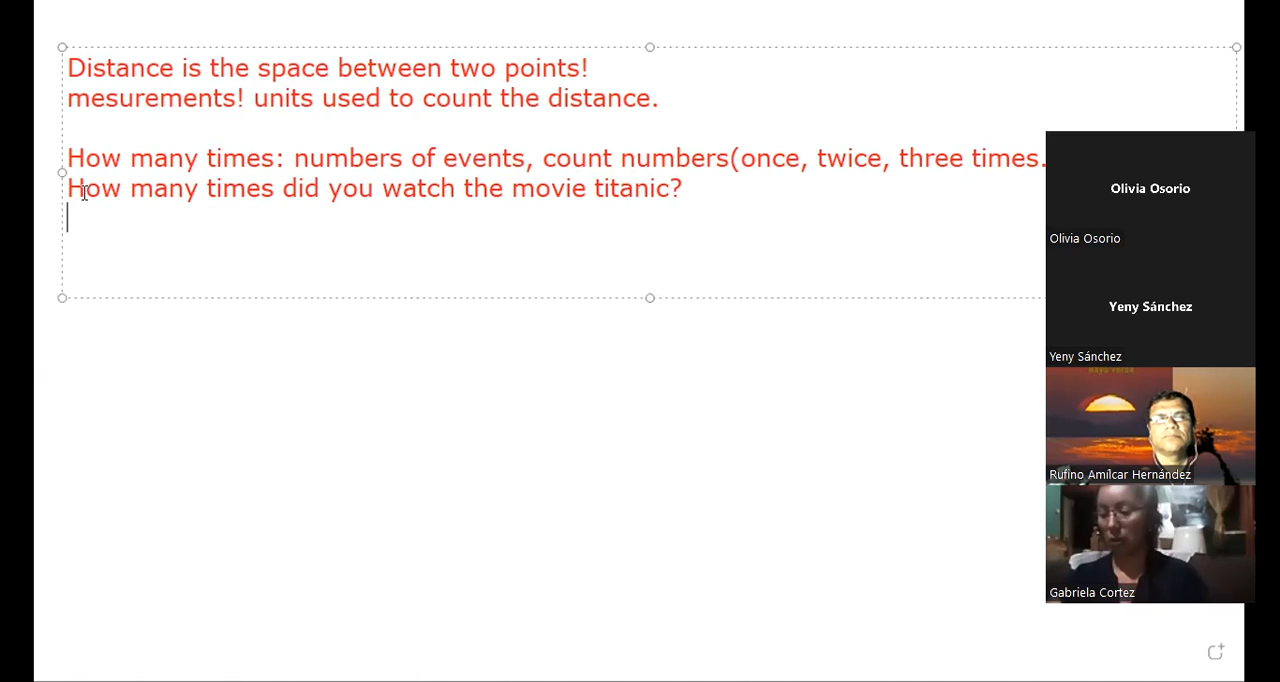 Distance is the space between two points!
mesurements! units used to count the distance.
How many times: numbers of events, count numbers(once, twice, three times.
How many times did you watch the movie titanic?
Olivia Osorio
Olivia Osorio
Yeny Sánchez
Yeny Sánchez
Rayo verde
Rufino Amílcar Hernández
Gabriela Cortez